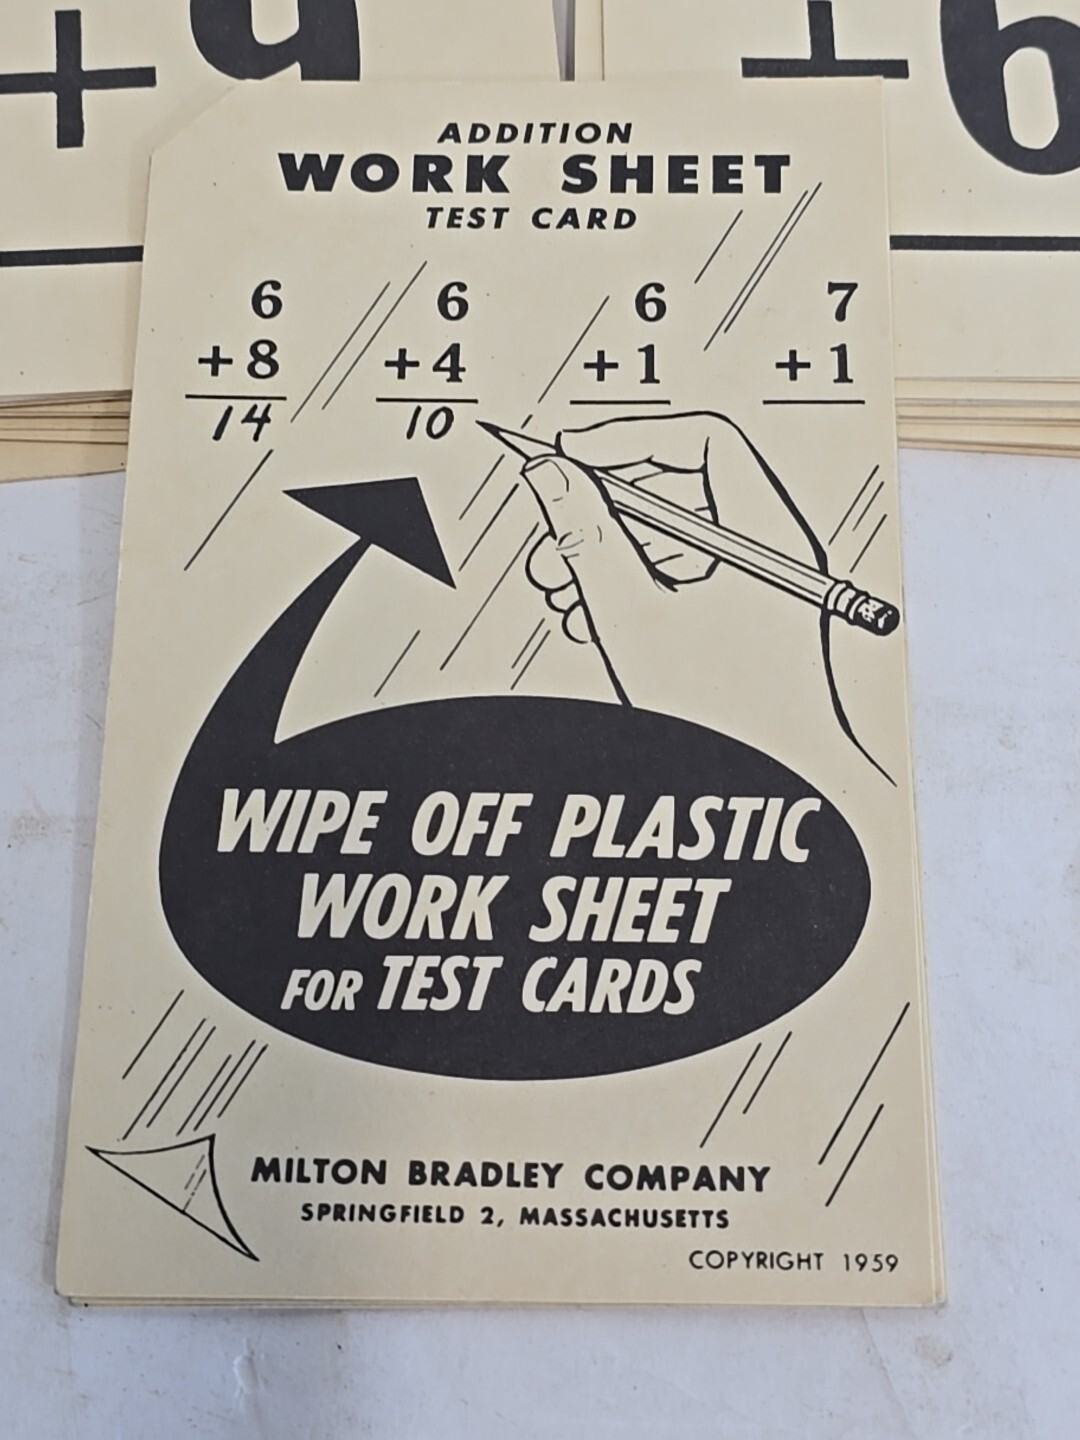 +
+6
ADDITION
WORK SHEET
TEST CARD
6 6 6 7
+8 +4 +1 +1
14 10
WIPE OFF PLASTIC
WORK SHEET
FOR TEST CARDS
MILTON BRADLEY COMPANY
SPRINGFIELD 2, MASSACHUSETTS
COPYRIGHT 1959